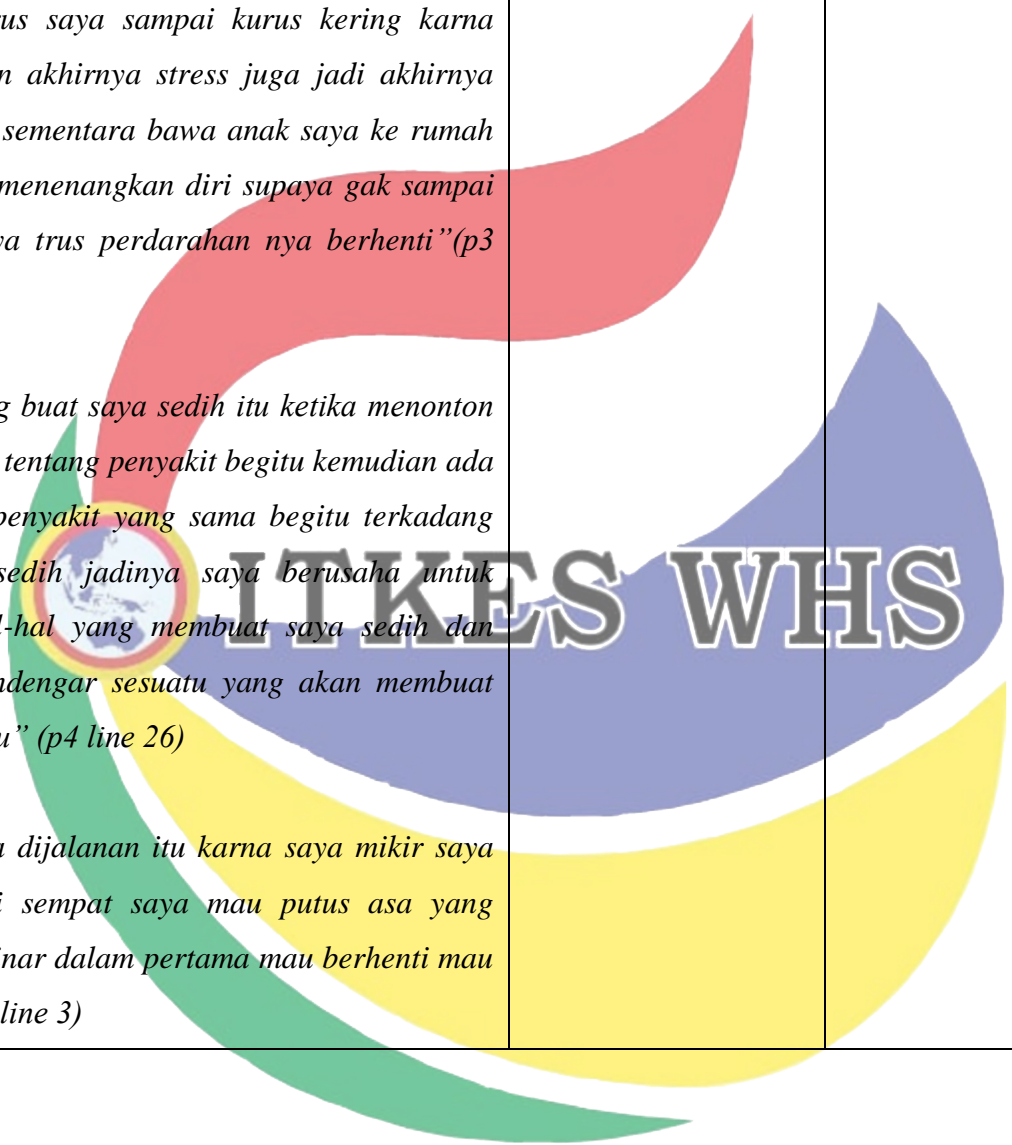 rus saya sampai kurus kering karna
n akhirnya stress juga jadi akhirnya
sementara bawa anak saya ke rumah
menenangkan diri supaya gak sampai
va trus perdarahan nya berhenti”(p3
g buat saya sedih itu ketika menonton
tentang penyakit begitu kemudian ada
penyakit yang sama begitu terkadang
sedih jadinya saya berusaha untuk
l-hal yang membuat saya sedih dan
ndengar sesuatu yang akan membuat
u” (p4 line 26)
ITKES WHS
u dijalanan itu karna saya mikir saya
i sempat saya mau putus asa yang
inar dalam pertama mau berhenti mau
line 3)